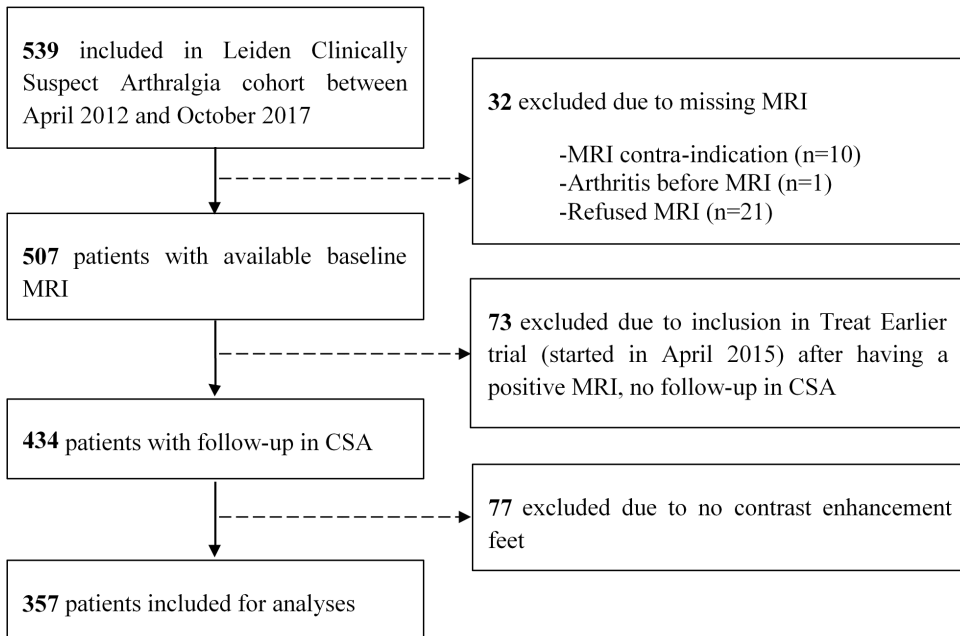 539 included in Leiden Clinically
Suspect Arthralgia cohort between
April 2012 and October 2017
32 excluded due to missing MRI
-MRI contra-indication (n=10)
-Arthritis before MRI (n=1)
-Refused MRI (n=21)
507 patients with available baseline
MRI
73 excluded due to inclusion in Treat Earlier
trial (started in April 2015) after having a
positive MRI, no follow-up in CSA
434 patients with follow-up in CSA
77 excluded due to no contrast enhancement
feet
357 patients included for analyses